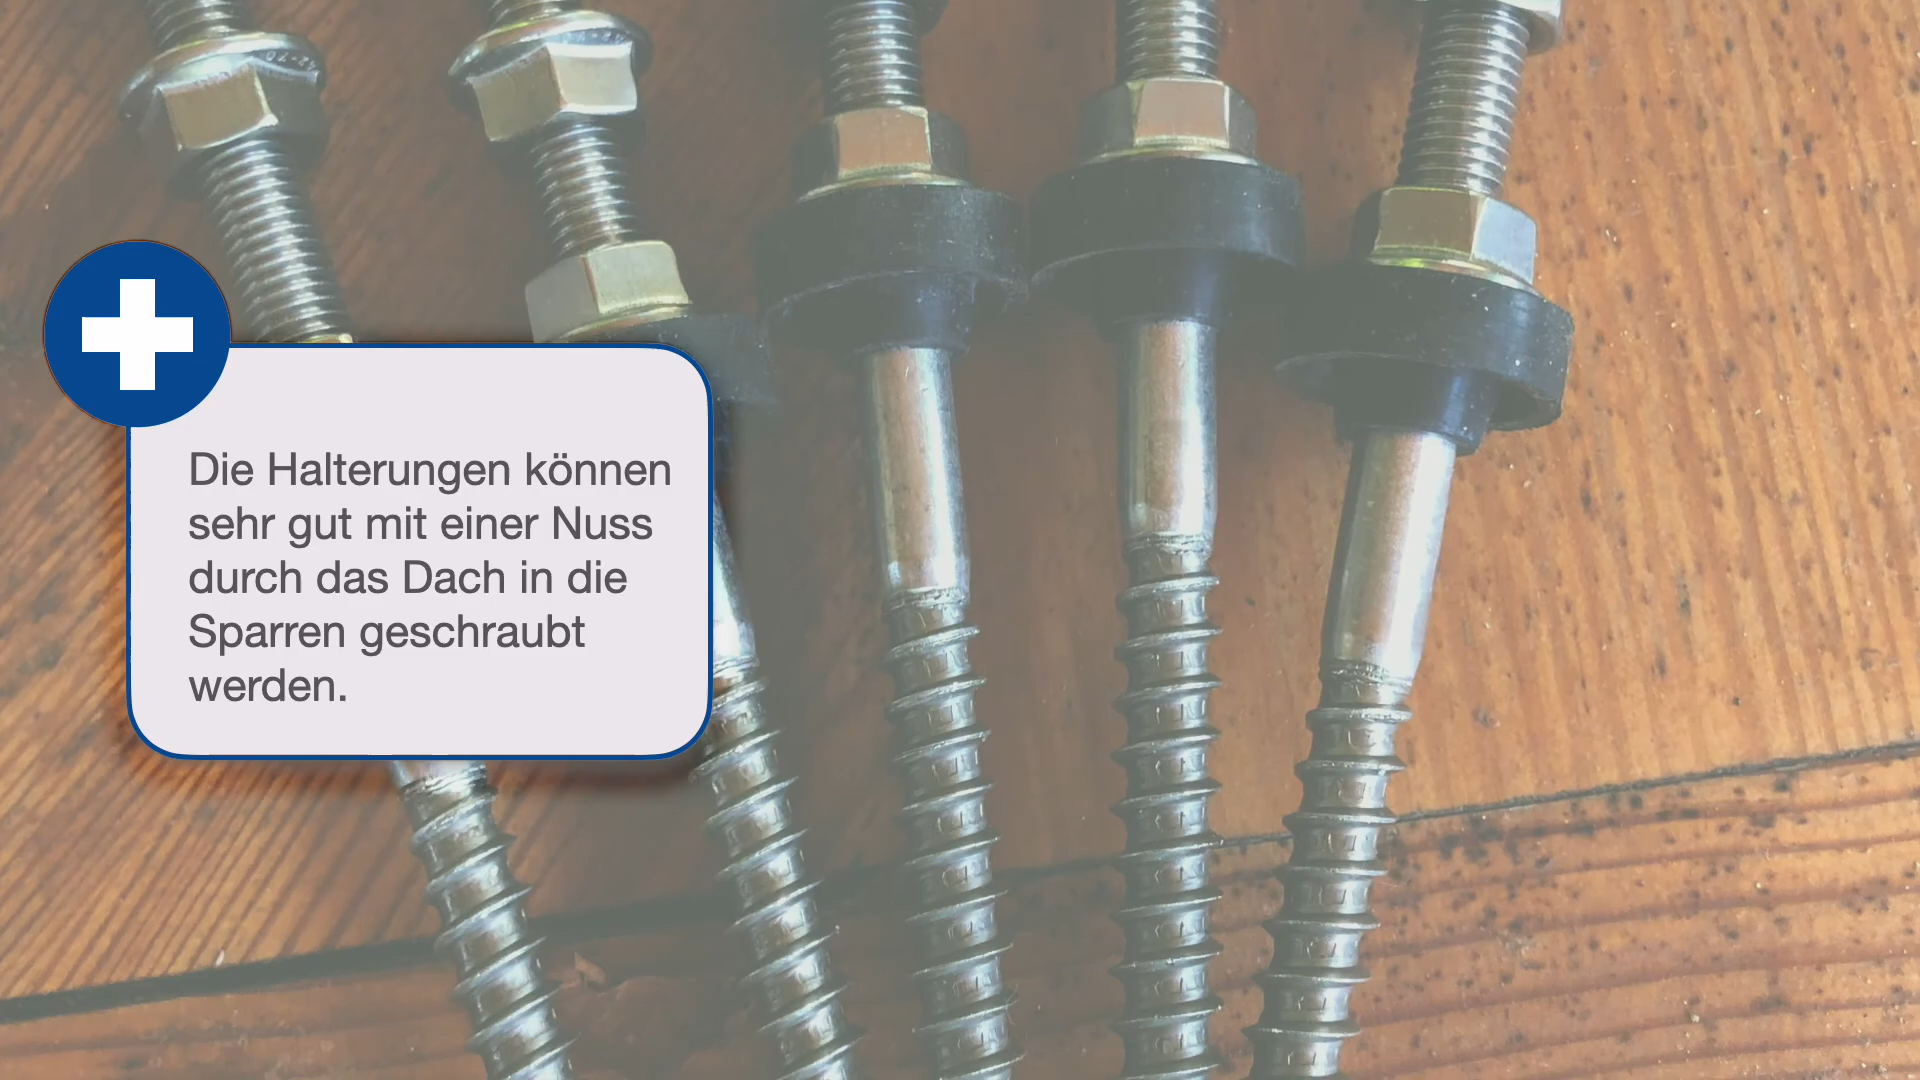 Die Halterungen können
sehr gut mit einer Nuss
durch das Dach in die
Sparren geschraubt
werden.